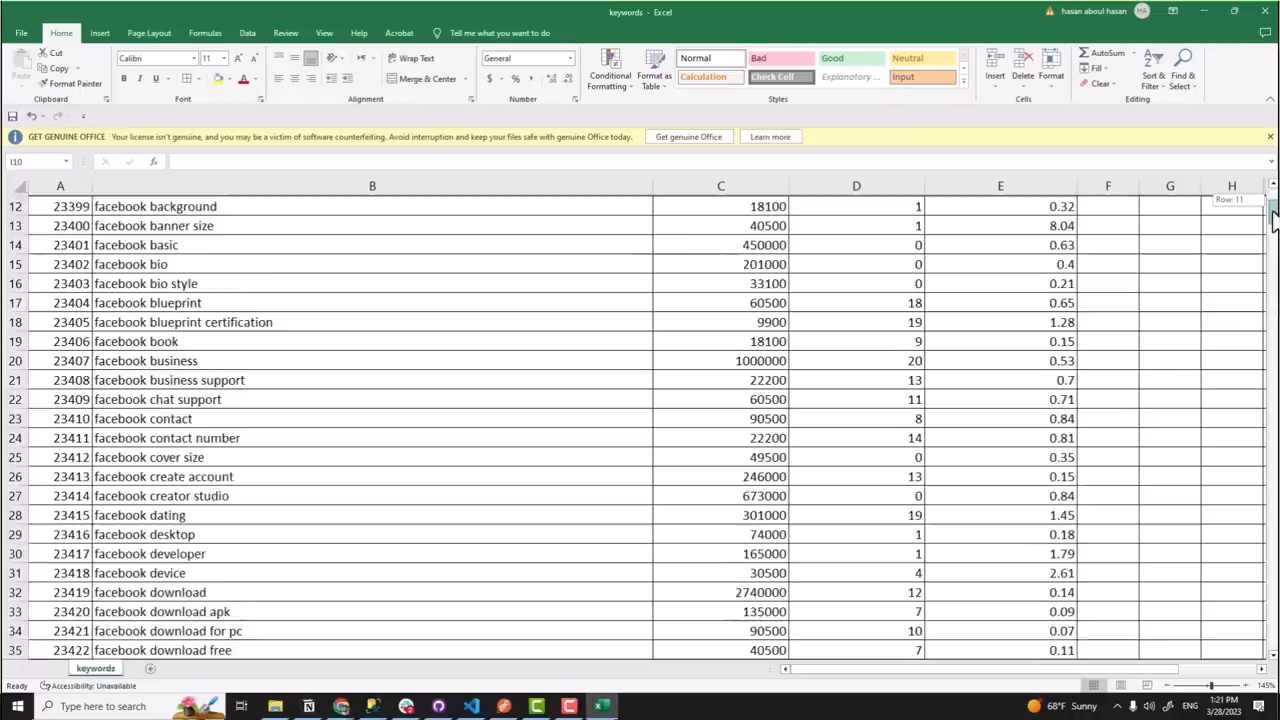 keywords - Excel
hasan aboul hasan HA
File Home Insert Page Layout Formulas Data Review View Help Acrobat Tell me what you want to do
Paste Cut Calibri 11 Wrap Text General Conditional Formatting Format as Table Normal Bad Good Neutral Insert Delete Format AutoSum Sort & Filter Find & Select
Copy Fill
Format Painter B I U A Merge & Center $ % Calculation Check Cell Explanatory ... Input Clear
Clipboard Font Alignment Number Styles Cells Editing
GET GENUINE OFFICE Your license isn't genuine, and you may be a victim of software counterfeiting. Avoid interruption and keep your files safe with genuine Office today. Get genuine Office Learn more
I10 fx
A B C D E F G H
12 23399 facebook background 18100 1 0.32 Row: 11
13 23400 facebook banner size 40500 1 8.04
14 23401 facebook basic 450000 0 0.63
15 23402 facebook bio 201000 0 0.4
16 23403 facebook bio style 33100 0 0.21
17 23404 facebook blueprint 60500 18 0.65
18 23405 facebook blueprint certification 9900 19 1.28
19 23406 facebook book 18100 9 0.15
20 23407 facebook business 1000000 20 0.53
21 23408 facebook business support 22200 13 0.7
22 23409 facebook chat support 60500 11 0.71
23 23410 facebook contact 90500 8 0.84
24 23411 facebook contact number 22200 14 0.81
25 23412 facebook cover size 49500 0 0.35
26 23413 facebook create account 246000 13 0.15
27 23414 facebook creator studio 673000 0 0.84
28 23415 facebook dating 301000 19 1.45
29 23416 facebook desktop 74000 1 0.18
30 23417 facebook developer 165000 1 1.79
31 23418 facebook device 30500 4 2.61
32 23419 facebook download 2740000 12 0.14
33 23420 facebook download apk 135000 7 0.09
34 23421 facebook download for pc 90500 10 0.07
35 23422 facebook download free 40500 7 0.11
keywords
Ready Accessibility: Unavailable 145%
Type here to search 68°F Sunny ENG 1:21 PM
3/28/2023